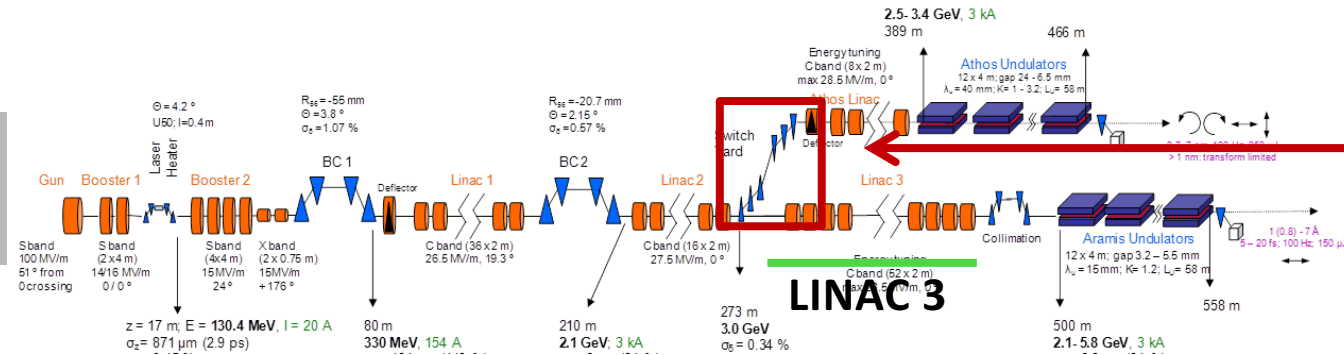 2.5- 3.4 GeV, 3 kA
389 m
466 m
Energy tuning
C band (8 x 2 m)
max 28.5 MV/m, 0 °
Athos Linac
Athos Undulators
12 x 4 m; gap 24 - 6.5 mm
λu = 40 mm; K= 1 - 3.2; Lu= 58 m
Θ = 4.2 °
U50; l=0.4 m
R56 = -55 mm
Θ = 3.8 °
σδ = 1.07 %
R56 = -20.7 mm
Θ = 2.15 °
σδ = 0.57 %
Switch
Yard
Deflector
> 1 nm: transform limited
Laser
Heater
BC 1
BC 2
Gun
Booster 1
Booster 2
Deflector
Linac 1
Linac 2
Linac 3
Collimation
S band
100 MV/m
51 ° from
0 crossing
S band
(2 x 4 m)
14/16 MV/m
0 / 0 °
S band
(4x4 m)
15 MV/m
24 °
X band
(2 x 0.75 m)
15MV/m
+ 176 °
C band (36 x 2 m)
26.5 MV/m, 19.3 °
C band (16 x 2 m)
27.5 MV/m, 0 °
Energy tuning
C band (52 x 2 m)
LINAC 3
Aramis Undulators
12 x 4 m; gap 3.2 – 5.5 mm
λu = 15 mm; K= 1.2; Lu= 58 m
1 (0.8) - 7 Å
5 – 20 fs; 100 Hz; 150
558 m
z = 17 m; E = 130.4 MeV, I = 20 A
σz= 871 µm (2.9 ps)
80 m
330 MeV, 154 A
210 m
2.1 GeV; 3 kA
273 m
3.0 GeV
σδ = 0.34 %
500 m
2.1- 5.8 GeV, 3 kA